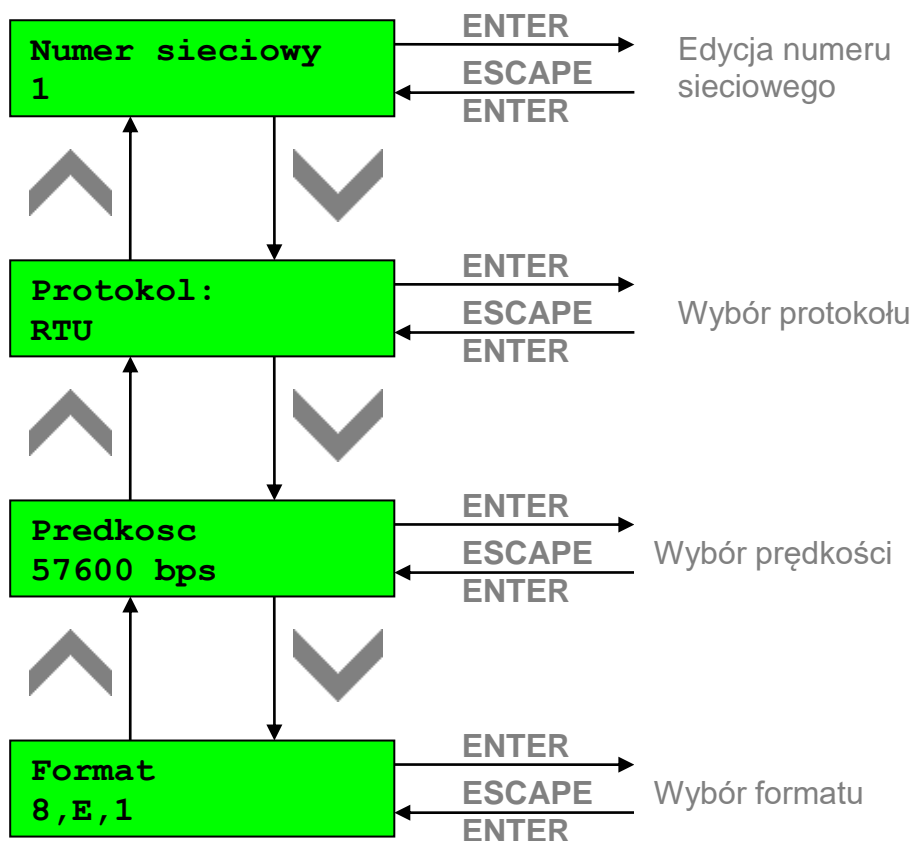 Numer sieciowy
1
ENTER
ESCAPE
ENTER
Edycja numeru
sieciowego
Protokol:
RTU
ENTER
ESCAPE
ENTER
Wybór protokołu
Predkosc
57600 bps
ENTER
ESCAPE
ENTER
Wybór prędkości
Format
8,E,1
ENTER
ESCAPE
ENTER
Wybór formatu